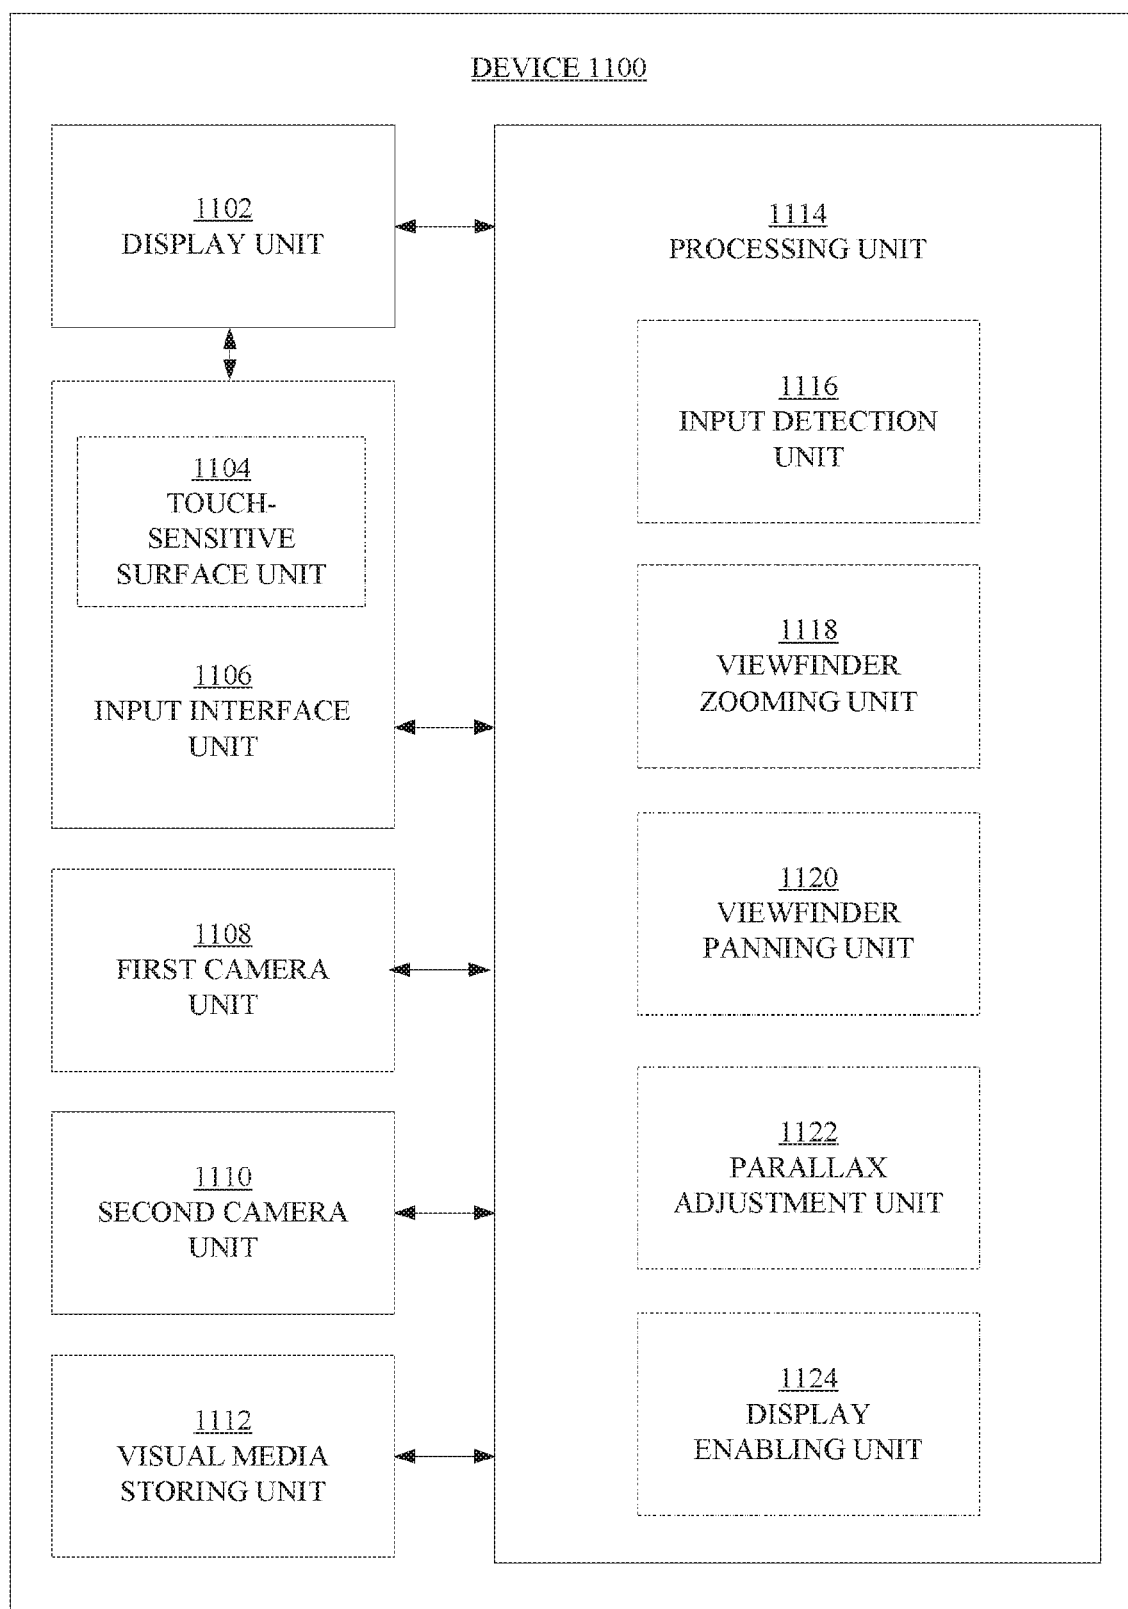 DEVICE 1100
1102
DISPLAY UNIT
1104
TOUCH-
SENSITIVE
SURFACE UNIT
1106
INPUT INTERFACE
UNIT
1108
FIRST CAMERA
UNIT
1110
SECOND CAMERA
UNIT
1112
VISUAL MEDIA
STORING UNIT
1114
PROCESSING UNIT
1116
INPUT DETECTION
UNIT
1118
VIEWFINDER
ZOOMING UNIT
1120
VIEWFINDER
PANNING UNIT
1122
PARALLAX
ADJUSTMENT UNIT
1124
DISPLAY
ENABLING UNIT